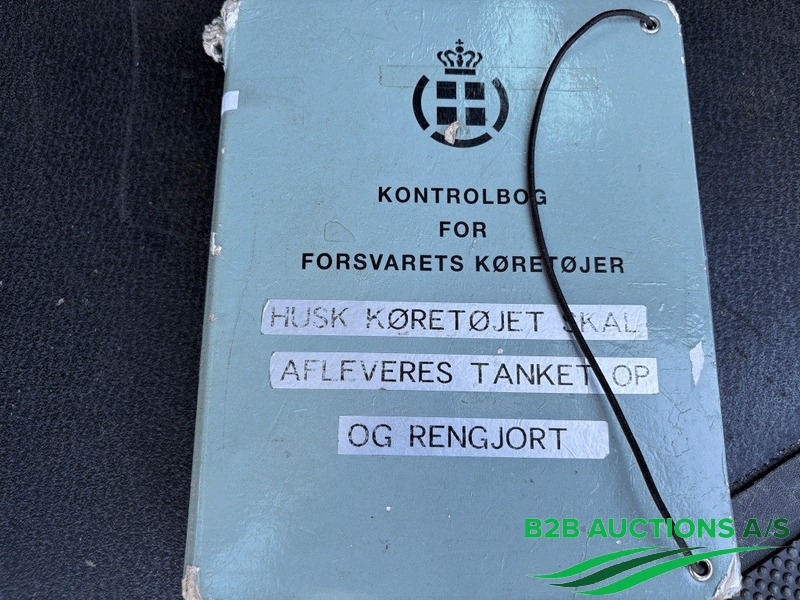 KONTROLBOG
FOR
FORSVARETS KØRETØJER
HUSK KØRETØJET SKAL
AFLEVERES TANKET OP
OG RENGJORT
B2B AUCTIONS A/S